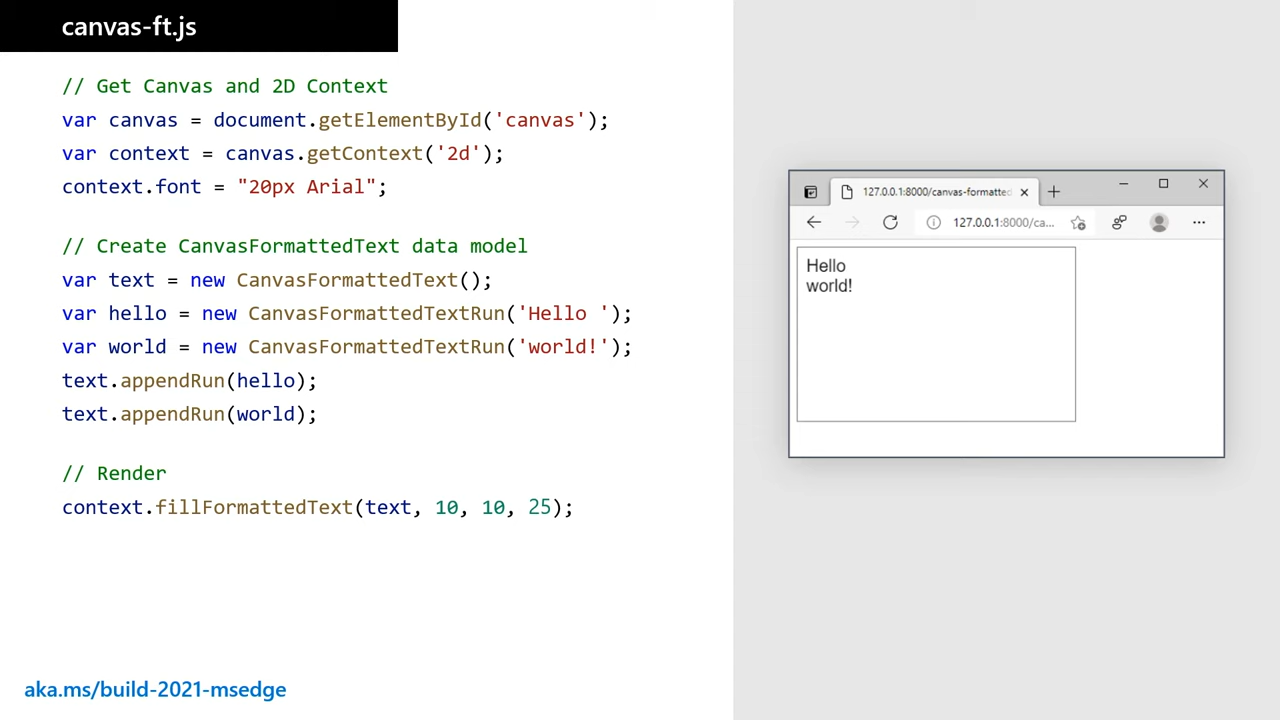 canvas-ft.js
// Get Canvas and 2D Context
var canvas = document.getElementById('canvas');
var context = canvas.getContext('2d');
context.font = "20px Arial";
// Create CanvasFormattedText data model
var text = new CanvasFormattedText();
var hello = new CanvasFormattedTextRun('Hello ');
var world = new CanvasFormattedTextRun('world!');
text.appendRun(hello);
text.appendRun(world);
// Render
context.fillFormattedText(text, 10, 10, 25);
aka.ms/build-2021-msedge
127.0.0.1:8000/canvas-formatted
127.0.0.1:8000/ca...
Hello
world!